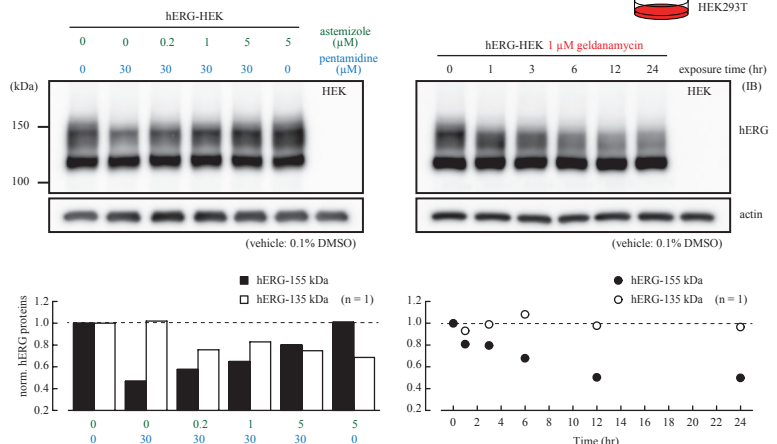 HEK293T
hERG-HEK
0 0 0.2 1 5 5 astemizole (µM)
0 30 30 30 30 0 pentamidine (µM)
(kDa)
HEK
150
100
(vehicle: 0.1% DMSO)
hERG-HEK 1 µM geldanamycin
0 1 3 6 12 24 exposure time (hr)
HEK (IB)
hERG
actin
(vehicle: 0.1% DMSO)
hERG-155 kDa
hERG-135 kDa (n = 1)
norm. hERG proteins
1.2
1.0
0.8
0.6
0.4
0.2
0 0 0.2 1 5 5
0 30 30 30 30 0
hERG-155 kDa
hERG-135 kDa (n = 1)
1.2
1.0
0.8
0.6
0.4
0.2
0 2 4 6 8 10 12 14 16 18 20 22 24
Time (hr)